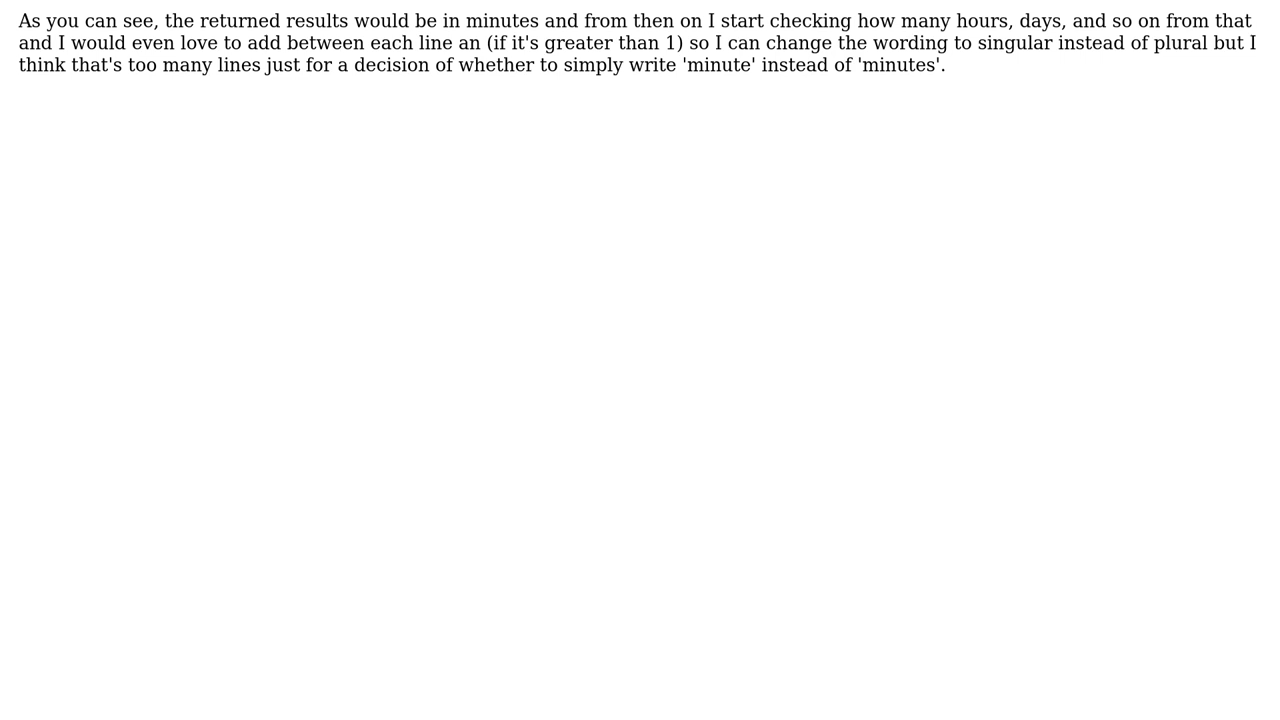 As you can see, the returned results would be in minutes and from then on I start checking how many hours, days, and so on from that
and I would even love to add between each line an (if it's greater than 1) so I can change the wording to singular instead of plural but I
think that's too many lines just for a decision of whether to simply write 'minute' instead of 'minutes'.